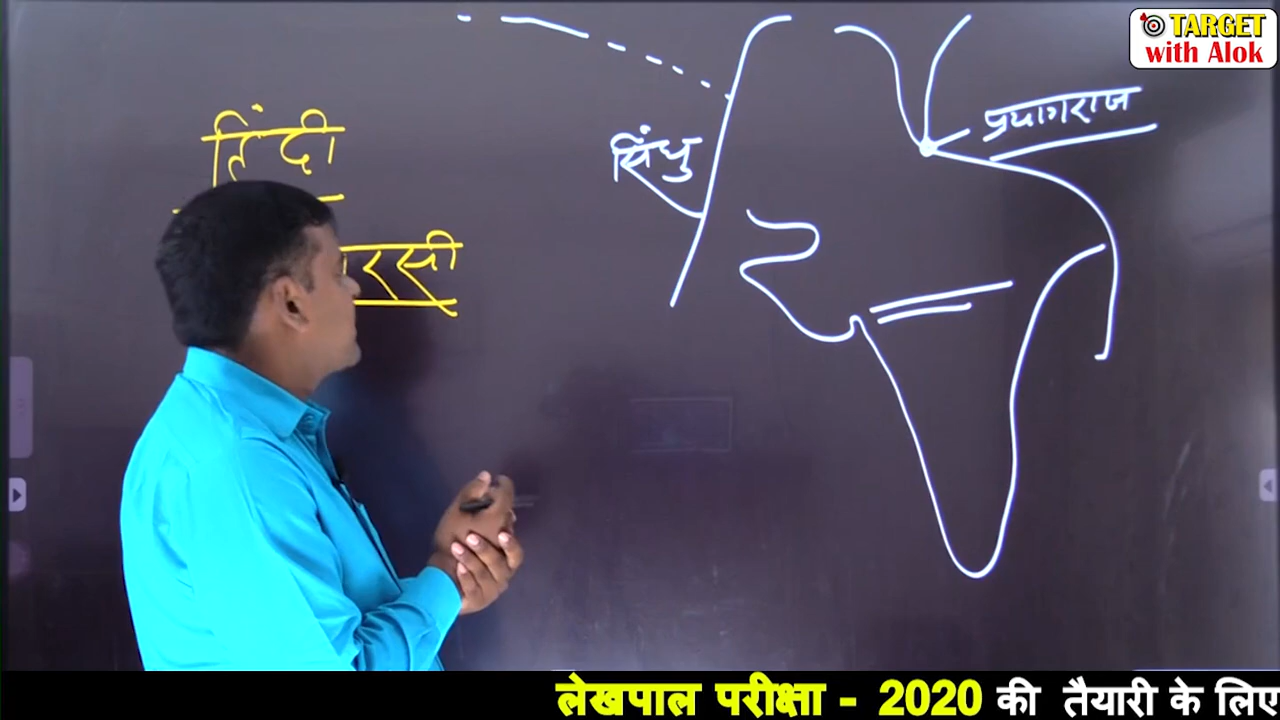 TARGET
with Alok
प्रयागराज
हिंदी
सिंधु
लेखपाल परीक्षा - 2020 की तैयारी के लिए